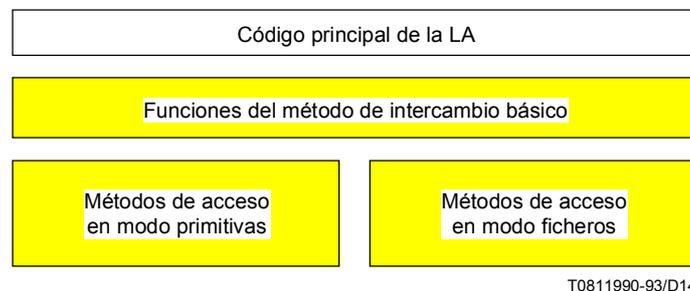 Código principal de la LA
Funciones del método de intercambio básico
Métodos de acceso
en modo primitivas
Métodos de acceso
en modo ficheros
T0811990-93/D14